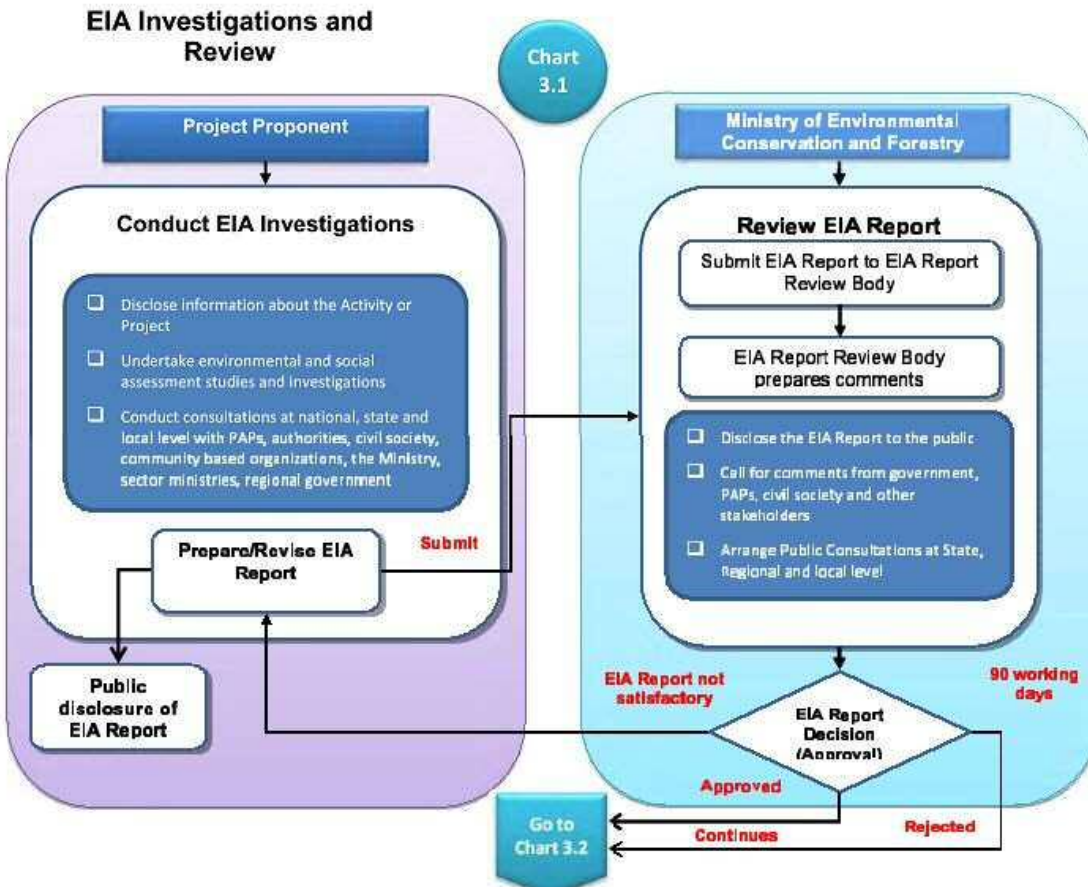 EIA Investigations and
Review
Chart
3.1
Project Proponent
Conduct EIA Investigations
Disclose information about the Activity or
Project
Undertake environmental and social
assessment studies and investigations
Conduct consultations at national, state and
local level with PAPs, authorities, civil society,
community based organizations, the Ministry,
sector ministries, regional government
Prepare/Revise EIA
Report
Submit
Public
disclosure of
EIA Report
Ministry of Environmental
Conservation and Forestry
Review EIA Report
Submit EIA Report to EIA Report
Review Body
EIA Report Review Body
prepares comments
Disclose the EIA Report to the public
Call for comments from government,
PAPs, civil society and other
stakeholders
Arrange Public Consultations at State,
Regional and local level
EIA Report not
satisfactory
90 working
days
EIA Report
Decision
(Approval)
Approved
Continues
Rejected
Go to
Chart 3.2